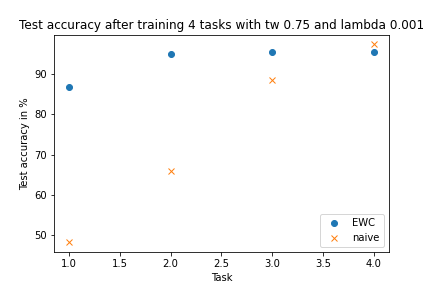 Test accuracy after training 4 tasks with tw 0.75 and lambda 0.001
Test accuracy in %
90
80
70
60
50
EWC
naive
1.0 1.5 2.0 2.5 3.0 3.5 4.0
Task